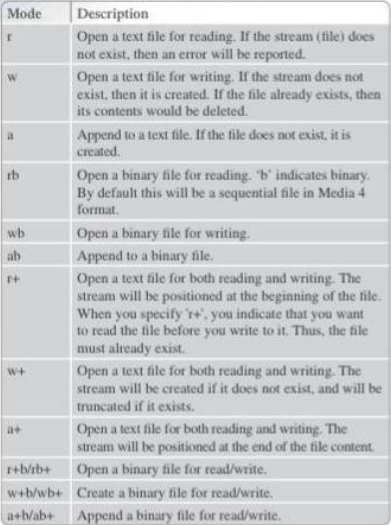 Mode Description
r Open a text file for reading. If the stream (file) does
not exist, then an error will be reported.
w Open a text file for writing. If the stream does not
exist, then it is created. If the file already exists, then
its contents would be deleted.
a Append to a text file. If the file does not exist, it is
created.
rb Open a binary file for reading. ‘b’ indicates binary.
By default this will be a sequential file in Media 4
format.
wb Open a binary file for writing.
ab Append to a binary file.
r+ Open a text file for both reading and writing. The
stream will be positioned at the beginning of the file.
When you specify 'r+', you indicate that you want
to read the file before you write to it. Thus, the file
must already exist.
w+ Open a text file for both reading and writing. The
stream will be created if it does not exist, and will be
truncated if it exists.
a+ Open a text file for both reading and writing. The
stream will be positioned at the end of the file content.
r+b/rb+ Open a binary file for read/write.
w+b/wb+ Create a binary file for read/write.
a+b/ab+ Append a binary file for read/write.